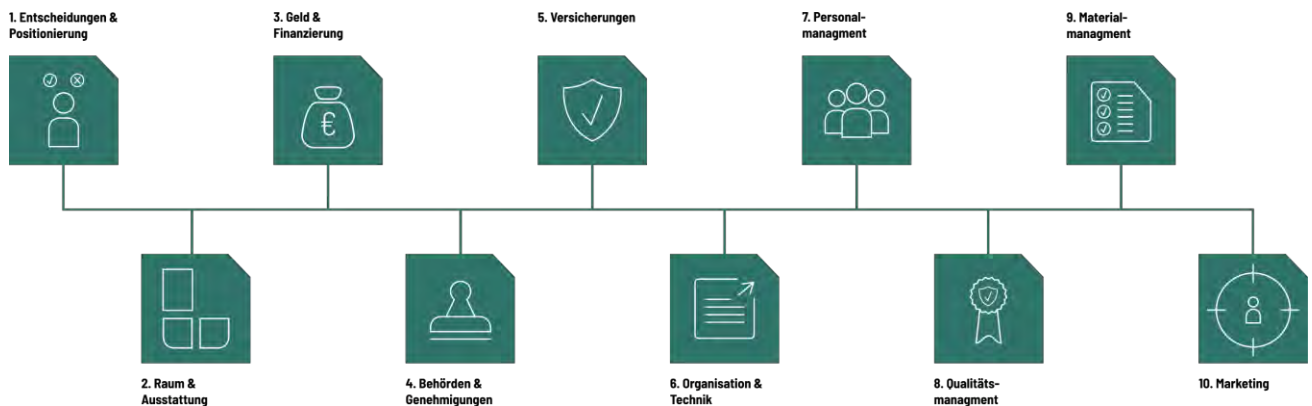 1. Entscheidungen &
Positionierung
3. Geld &
Finanzierung
5. Versicherungen
7. Personal-
managment
9. Material-
managment
€
2. Raum &
Ausstattung
4. Behörden &
Genehmigungen
6. Organisation &
Technik
8. Qualitäts-
managment
10. Marketing